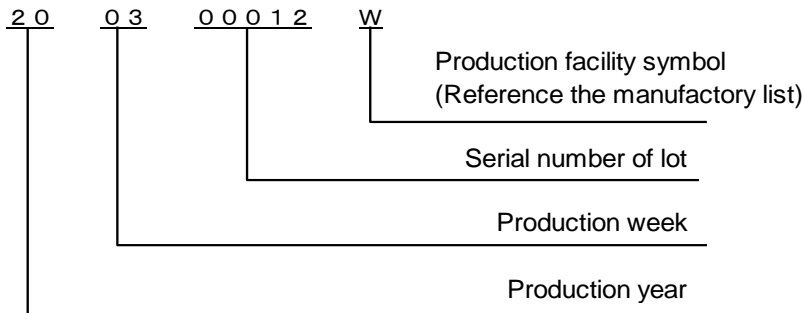 20 03 00012 W
Production facility symbol
(Reference the manufactory list)
Serial number of lot
Production week
Production year